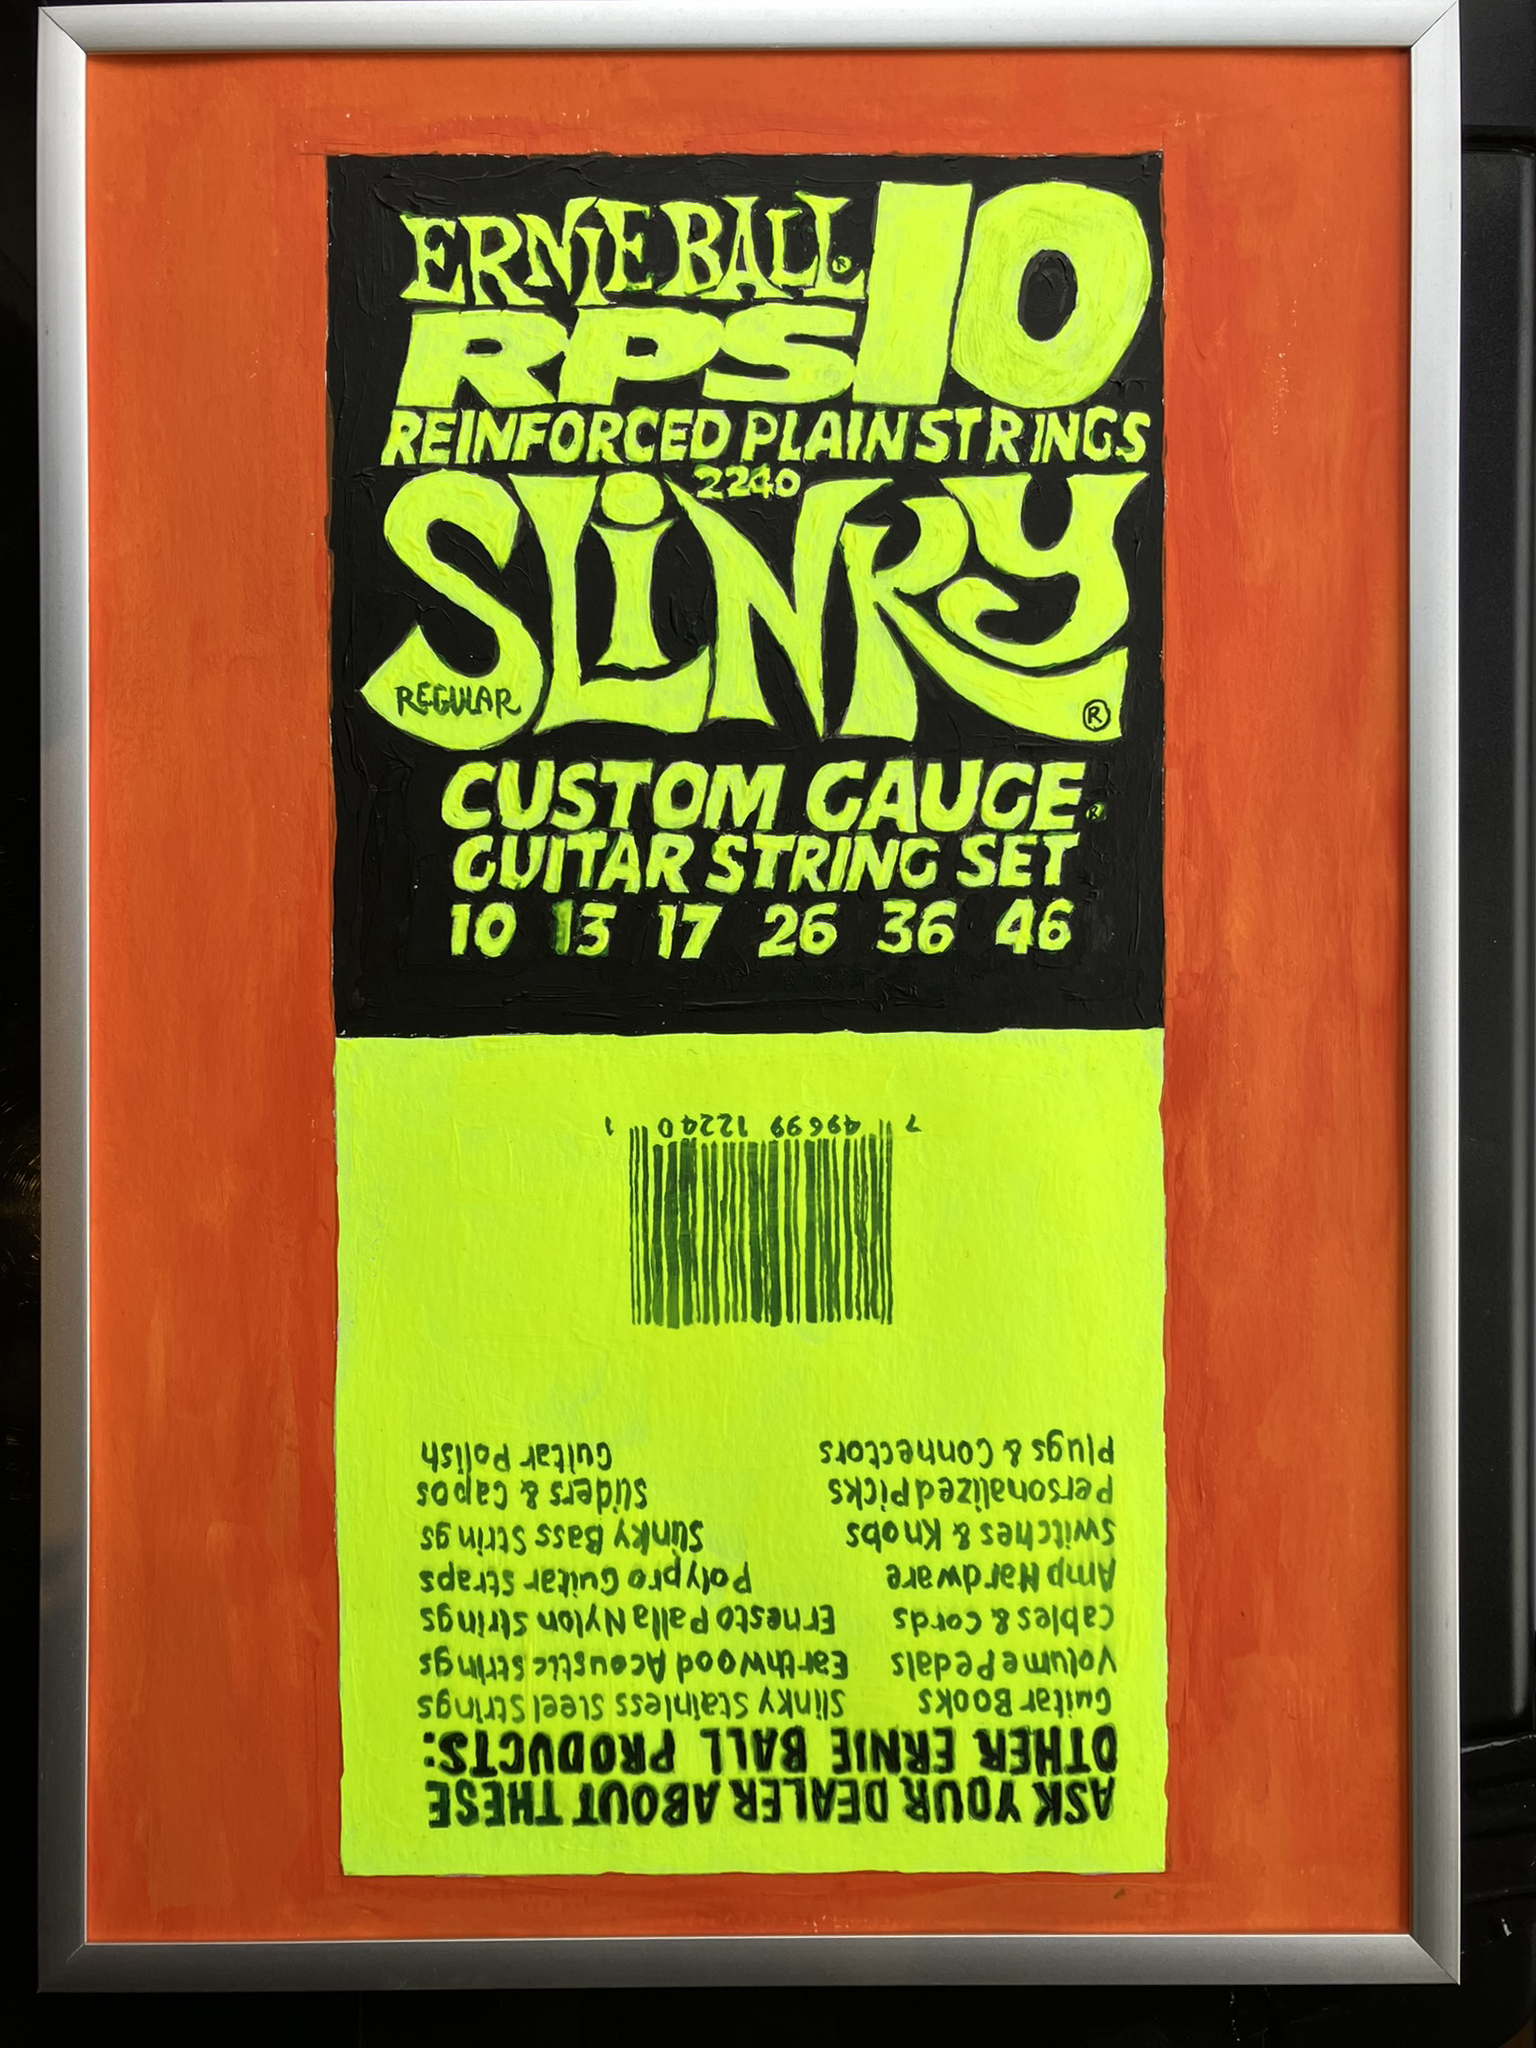 ERNIE BALL®
RPS 10
REINFORCED PLAIN STRINGS
2240
SLiNKY®
REGULAR
CUSTOM GAUGE®
GUITAR STRING SET
10 13 17 26 36 46
ASK YOUR DEALER ABOUT THESE
OTHER ERNIE BALL PRODUCTS:
Guitar Books Slinky Stainless Steel Strings
Volume Pedals Earthwood Acoustic Strings
Cables & Cords Ernesto Palla Nylon Strings
Amp Hardware Polypro Guitar Straps
Switches & Knobs Slinky Bass Strings
Personalized Picks Sliders & Capos
Plugs & Connectors Guitar Polish
7 49699 12240 1